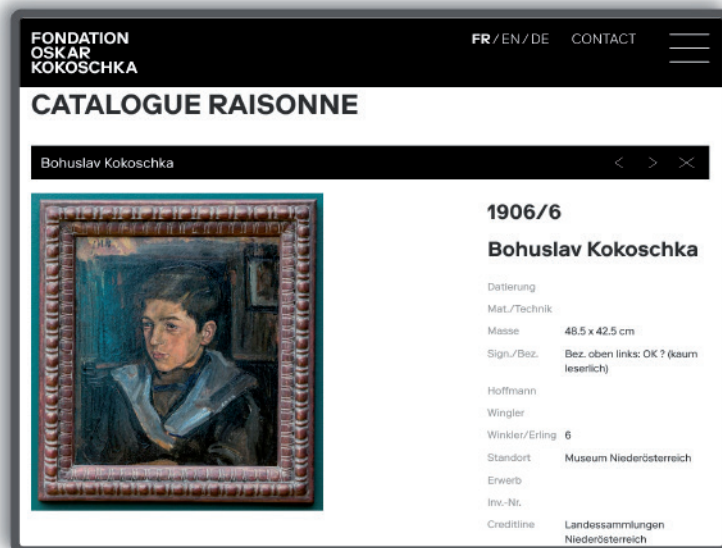 FONDATION
OSKAR
KOKOSCHKA
FR/EN/DE CONTACT
CATALOGUE RAISONNE
Bohuslav Kokoschka
1906/6
Bohuslav Kokoschka
Datierung
Mat./Technik
Masse 48.5 x 42.5 cm
Sign./Bez. Bez. oben links: OK ? (kaum
leserlich)
Hoffmann
Wingler
Winkler/Erling 6
Standort Museum Niederösterreich
Erwerb
Inv.-Nr.
Creditline Landessammlungen
Niederösterreich